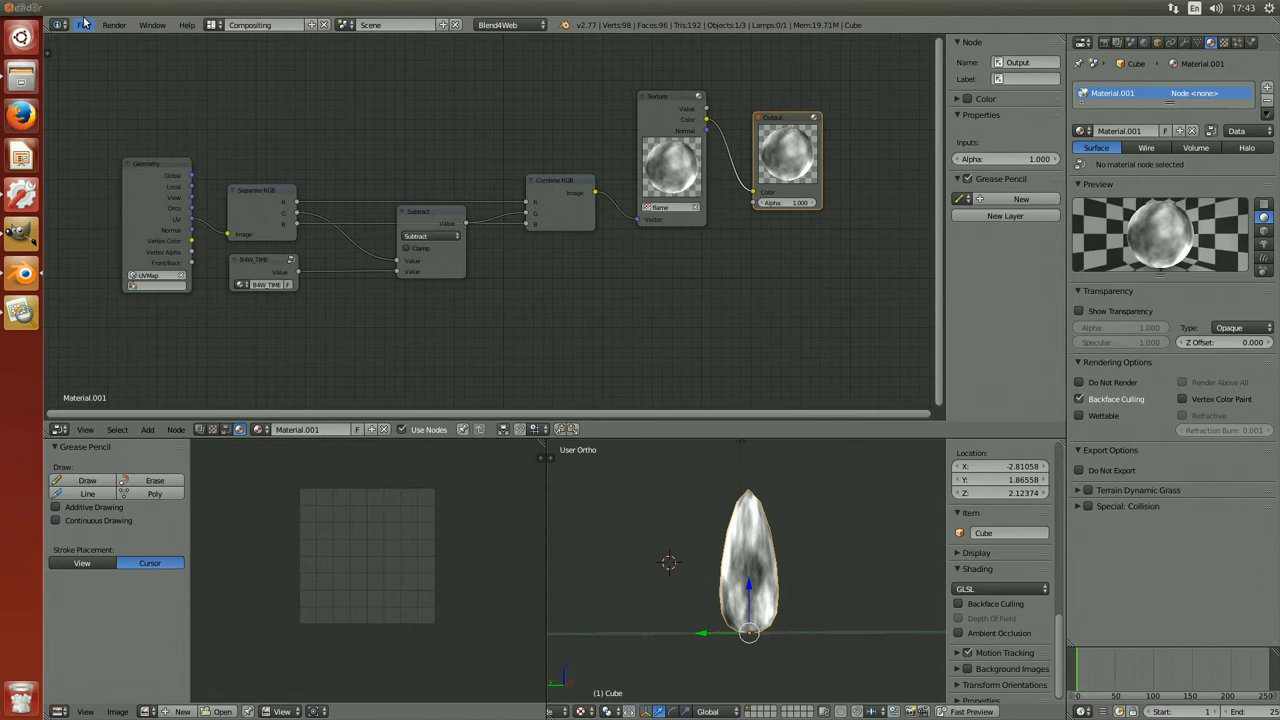 En 17:43
File Render Window Help Compositing Scene Blend4Web v2.77 | Verts:98 | Faces:96 | Tris:192 | Objects:1/3 | Lamps:0/1 | Mem:19.71M | Cube
Node
Name: Output
Label:
Color
Properties
Inputs:
Alpha: 1.000
Grease Pencil
New
New Layer
Geometry
Global
Local
View
Orco
UV
Normal
Vertex Color
Vertex Alpha
Front/Back
UVMap
Separate RGB
R
G
B
Image
B4W_TIME
Value
B4W_TIME F
Subtract
Value
Subtract
Clamp
Value
Value
Combine RGB
Image
R
G
B
Texture
Value
Color
Normal
flame
Vector
Output
Color
Alpha: 1.000
Material.001
View Select Add Node Material.001 F Use Nodes
Cube Material.001
Material.001 Node <none>
Material.001 F Data
Surface Wire Volume Halo
No material node selected
Preview
Transparency
Show Transparency
Alpha: 1.000 Type: Opaque
Specular: 1.000 Z Offset: 0.000
Rendering Options
Do Not Render Render Above All
Backface Culling Vertex Color Paint
Wettable Refractive
Refraction Bum: 0.001
Export Options
Do Not Export
Terrain Dynamic Grass
Special: Collision
Grease Pencil
Draw:
Draw Erase
Line Poly
Additive Drawing
Continuous Drawing
Stroke Placement:
View Cursor
User Ortho
(1) Cube
Location:
X: -2.81058
Y: 1.86558
Z: 2.12374
Item
Cube
Display
Shading
GLSL
Backface Culling
Depth Of Field
Ambient Occlusion
Motion Tracking
Background Images
Transform Orientations
Properties
0 50 100 150 200 250
View Image New Open View
Global Fast Preview
Start: 1 End: 25